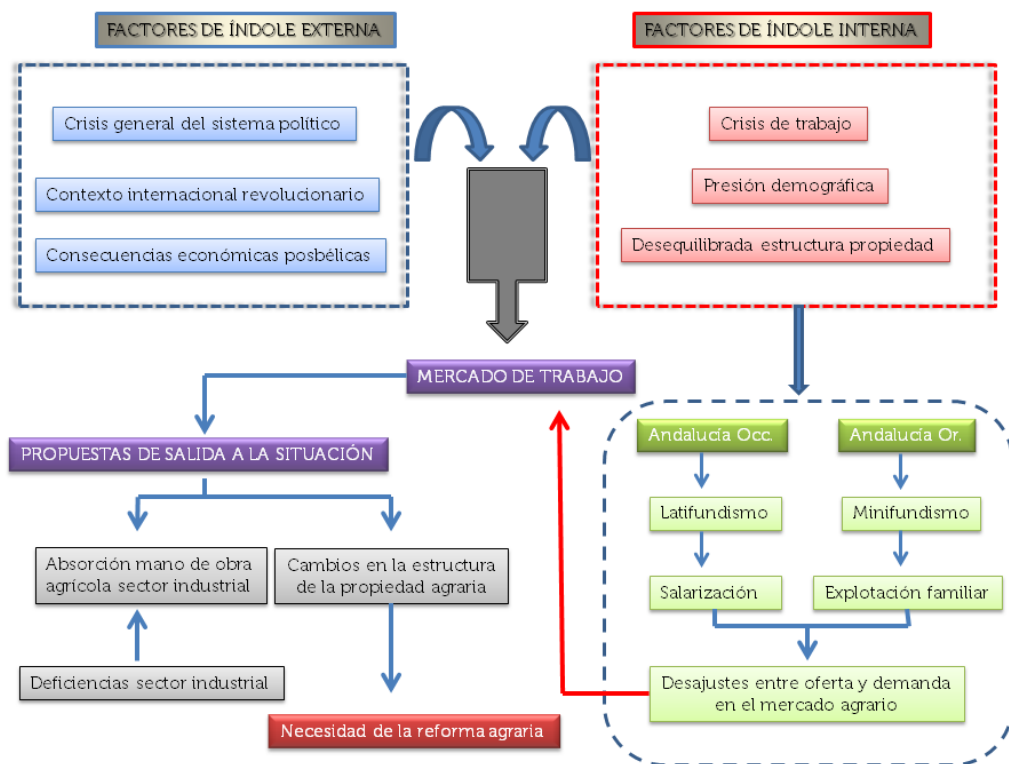 FACTORES DE ÍNDOLE EXTERNA
Crisis general del sistema político
Contexto internacional revolucionario
Consecuencias económicas posbélicas
FACTORES DE ÍNDOLE INTERNA
Crisis de trabajo
Presión demográfica
Desequilibrada estructura propiedad
MERCADO DE TRABAJO
PROPUESTAS DE SALIDA A LA SITUACIÓN
Absorción mano de obra
agrícola sector industrial
Cambios en la estructura
de la propiedad agraria
Deficiencias sector industrial
Necesidad de la reforma agraria
Andalucía Occ.
Andalucía Or.
Latifundismo
Minifundismo
Salarización
Explotación familiar
Desajustes entre oferta y demanda
en el mercado agrario